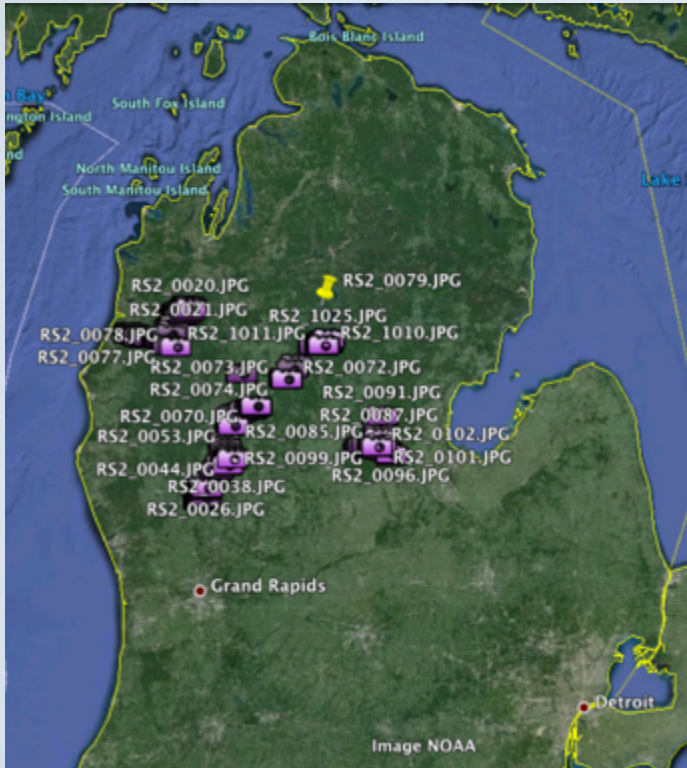 Bois Blanc Island
Bay
ngton Island
nd
South Fox Island
North Manitou Island
South Manitou Island
Lake
RS2_0020.JPG
RS2_0079.JPG
RS2_0021.JPG
RS2_1025.JPG
RS2_0078.JPG
RS2_1011.JPG
RS2_1010.JPG
RS2_0077.JPG
RS2_0073.JPG
RS2_0072.JPG
RS2_0074.JPG
RS2_0091.JPG
RS2_0070.JPG
RS2_0087.JPG
RS2_0053.JPG
RS2_0085.JPG
RS2_0102.JPG
RS2_0044.JPG
RS2_0099.JPG
RS2_0101.JPG
RS2_0038.JPG
RS2_0096.JPG
RS2_0026.JPG
Grand Rapids
Detroit
Image NOAA